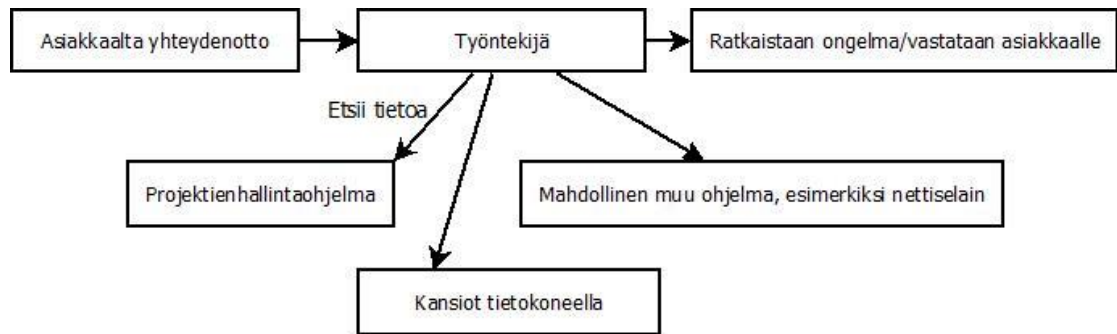 Asiakkaalta yhteydenotto
Työntekijä
Ratkaistaan ongelma/vastataan asiakkaalle
Etsii tietoa
Projektienhallintaohjelma
Mahdollinen muu ohjelma, esimerkiksi nettiselain
Kansiot tietokoneella